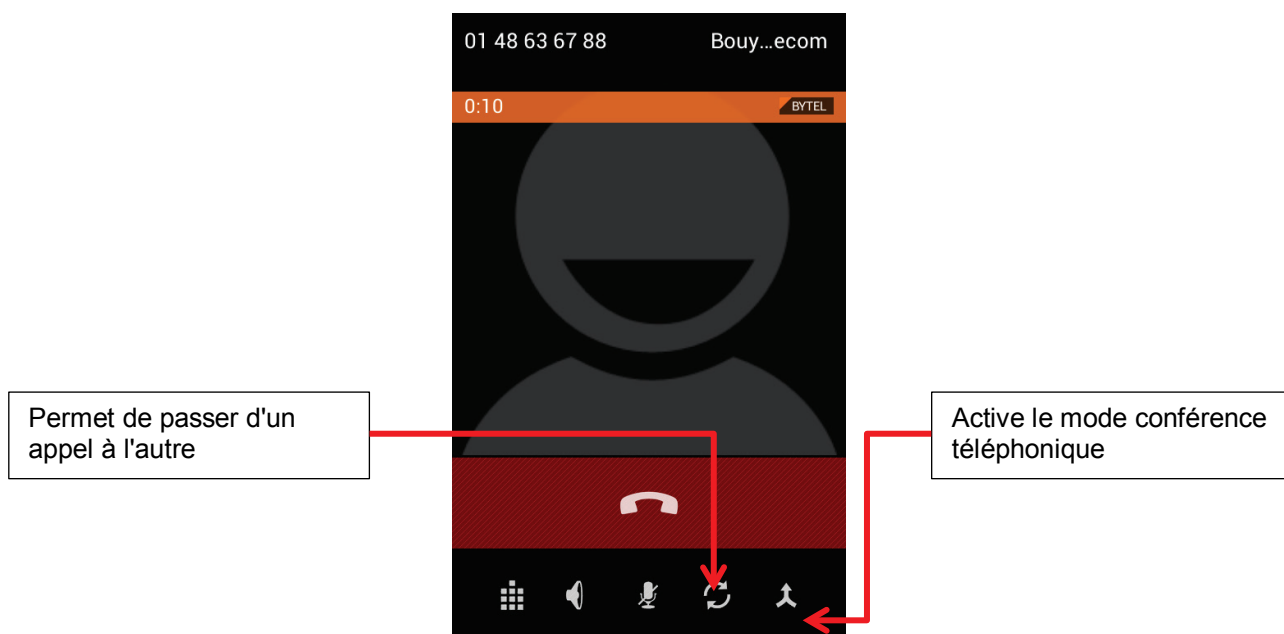 01 48 63 67 88 Bouy...ecom
0:10 BYTEL
Permet de passer d'un
appel à l'autre
Active le mode conférence
téléphonique